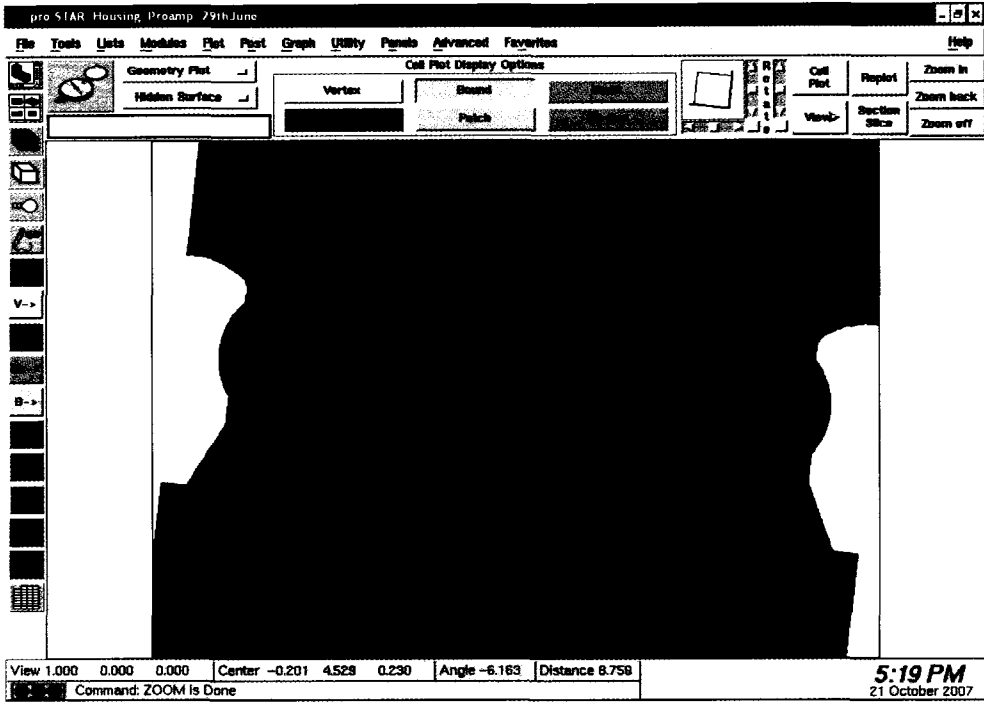 pro STAR Housing Proamp 29thJune
File Tools Lists Modules Plot Post Graph Utility Panels Advanced Favorites Help
Geometry Plot
Hidden Surface
Cell Plot Display Options
Vertex Bound
Patch
Rotate
Cell Plot
View->
Replot
Section Slice
Zoom in
Zoom back
Zoom off
V->
B->
View 1.000 0.000 0.000 Center -0.201 4.529 0.230 Angle -6.163 Distance 8.759
Command: ZOOM Is Done
5:19 PM
21 October 2007